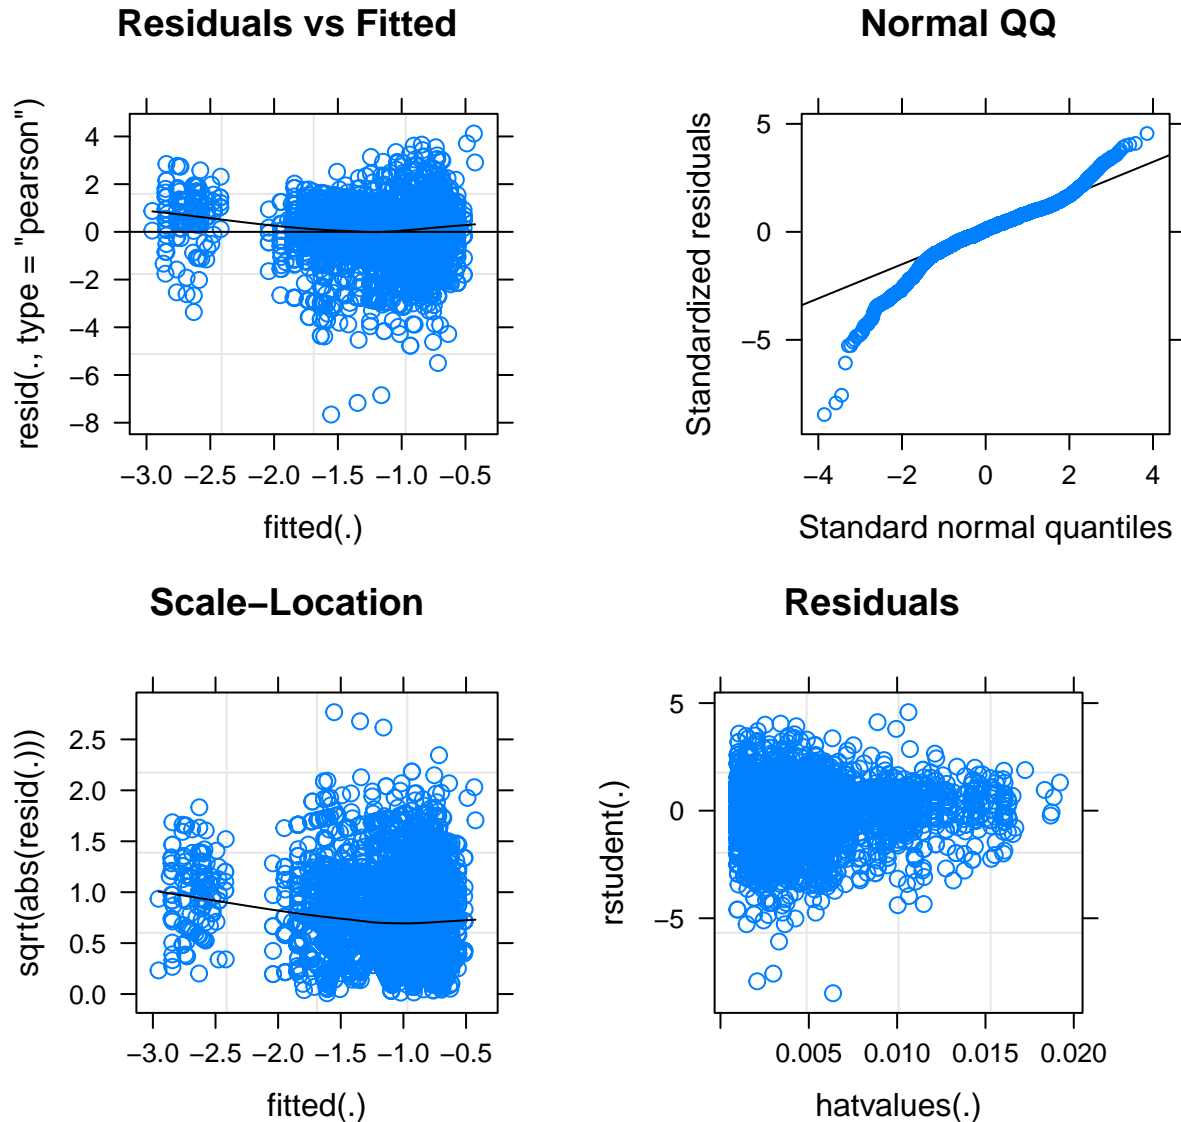 Residuals vs Fitted
resid(., type = "pearson")
4
2
0
−2
−4
−6
−8
−3.0 −2.5 −2.0 −1.5 −1.0 −0.5
fitted(.)
Normal QQ
Standardized residuals
5
0
−5
−4 −2 0 2 4
Standard normal quantiles
Scale−Location
sqrt(abs(resid(.)))
2.5
2.0
1.5
1.0
0.5
0.0
−3.0 −2.5 −2.0 −1.5 −1.0 −0.5
fitted(.)
Residuals
rstudent(.)
5
0
−5
0.005 0.010 0.015 0.020
hatvalues(.)